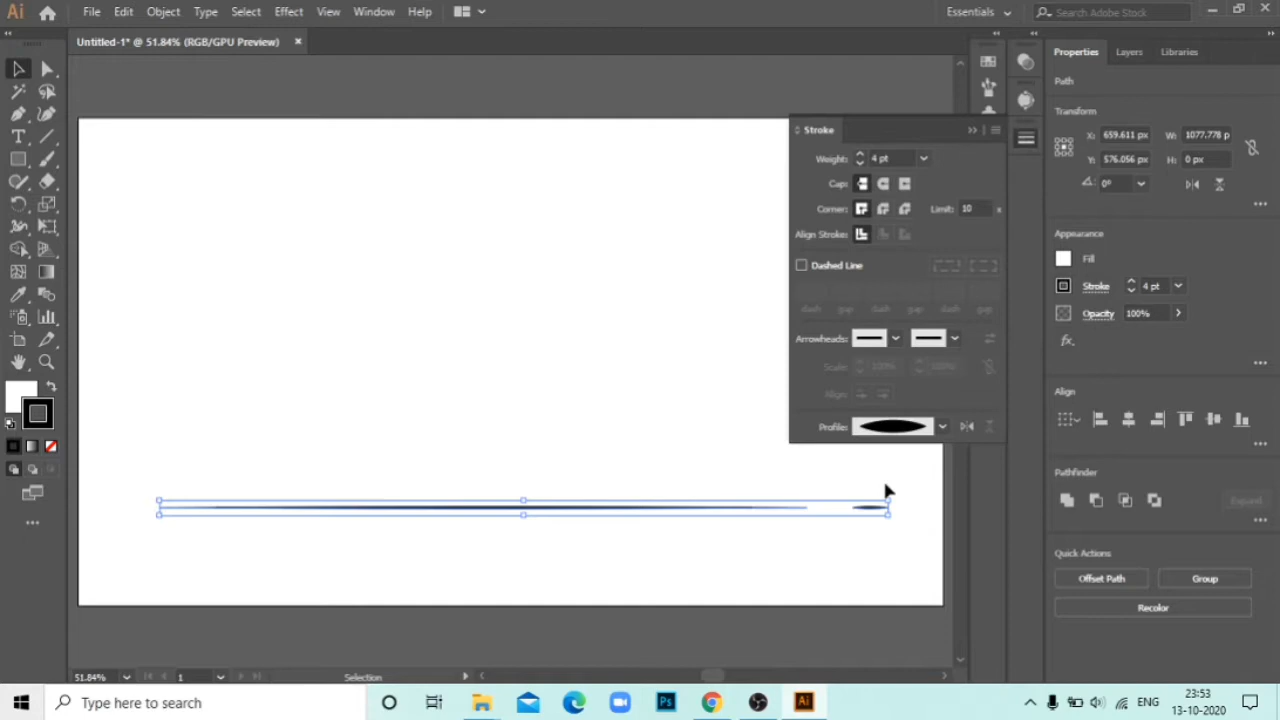 Ai File Edit Object Type Select Effect View Window Help Essentials Search Adobe Stock
Untitled-1* @ 51.84% (RGB/GPU Preview) ×
Properties Layers Libraries
Path
Transform
X: 659.611 px W: 1077.778 p
Y: 576.056 px H: 0 px
0°
Appearance
Fill
Stroke 4 pt
Opacity 100%
fx.
Align
Pathfinder
Expand
Quick Actions
Offset Path Group
Recolor
Stroke
Weight: 4 pt
Cap:
Corner: Limit: 10 x
Align Stroke:
Dashed Line
dash gap dash gap dash gap
Arrowheads:
Scale: 100% 100%
Align:
Profile:
51.84% 1 Selection
Type here to search
Ps Ai
ENG
23:53
13-10-2020